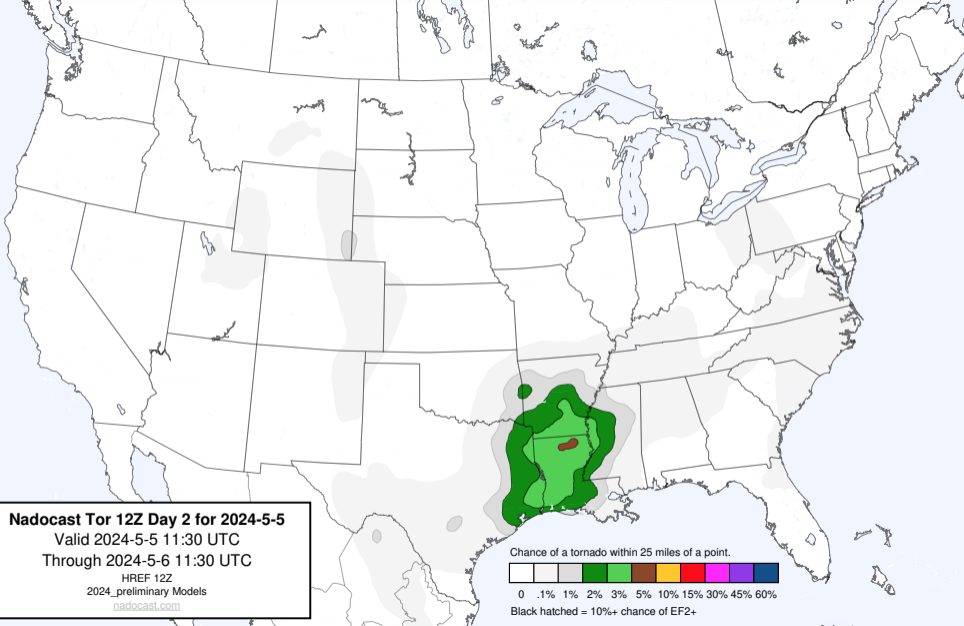 Nadocast Tor 12Z Day 2 for 2024-5-5
Valid 2024-5-5 11:30 UTC
Through 2024-5-6 11:30 UTC
HREF 12Z
2024_preliminary Models
nadocast.com
Chance of a tornado within 25 miles of a point.
0 .1% 1% 2% 3% 5% 10% 15% 30% 45% 60%
Black hatched = 10%+ chance of EF2+